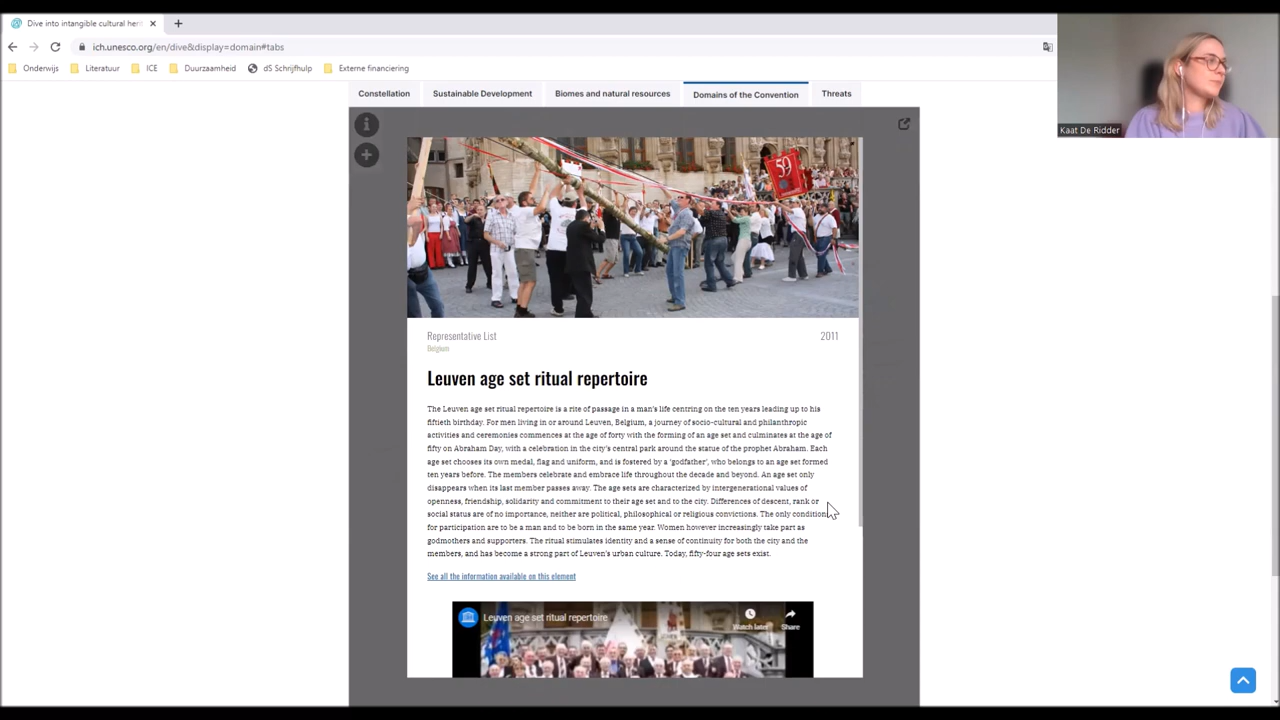 Dive into intangible cultural her
ich.unesco.org/en/dive&display=domain#tabs
Onderwijs Literatuur ICE Duurzaamheid dS Schrijfhulp Externe financiering
Kaat De Ridder
Constellation Sustainable Development Biomes and natural resources Domains of the Convention Threats
59
Representative List 2011
Belgium
Leuven age set ritual repertoire
The Leuven age set ritual repertoire is a rite of passage in a man's life centring on the ten years leading up to his
fiftieth birthday. For men living in or around Leuven, Belgium, a journey of socio-cultural and philanthropic
activities and ceremonies commences at the age of forty with the forming of an age set and culminates at the age of
fifty on Abraham Day, with a celebration in the city's central park around the statue of the prophet Abraham. Each
age set chooses its own medal, flag and uniform, and is fostered by a 'godfather', who belongs to an age set formed
ten years before. The members celebrate and embrace life throughout the decade and beyond. An age set only
disappears when its last member passes away. The age sets are characterized by intergenerational values of
openness, friendship, solidarity and commitment to their age set and to the city. Differences of descent, rank or
social status are of no importance, neither are political, philosophical or religious convictions. The only condition
for participation are to be a man and to be born in the same year. Women however increasingly take part as
godmothers and supporters. The ritual stimulates identity and a sense of continuity for both the city and the
members, and has become a strong part of Leuven's urban culture. Today, fifty-four age sets exist.
See all the information available on this element
Leuven age set ritual repertoire
Watch later Share